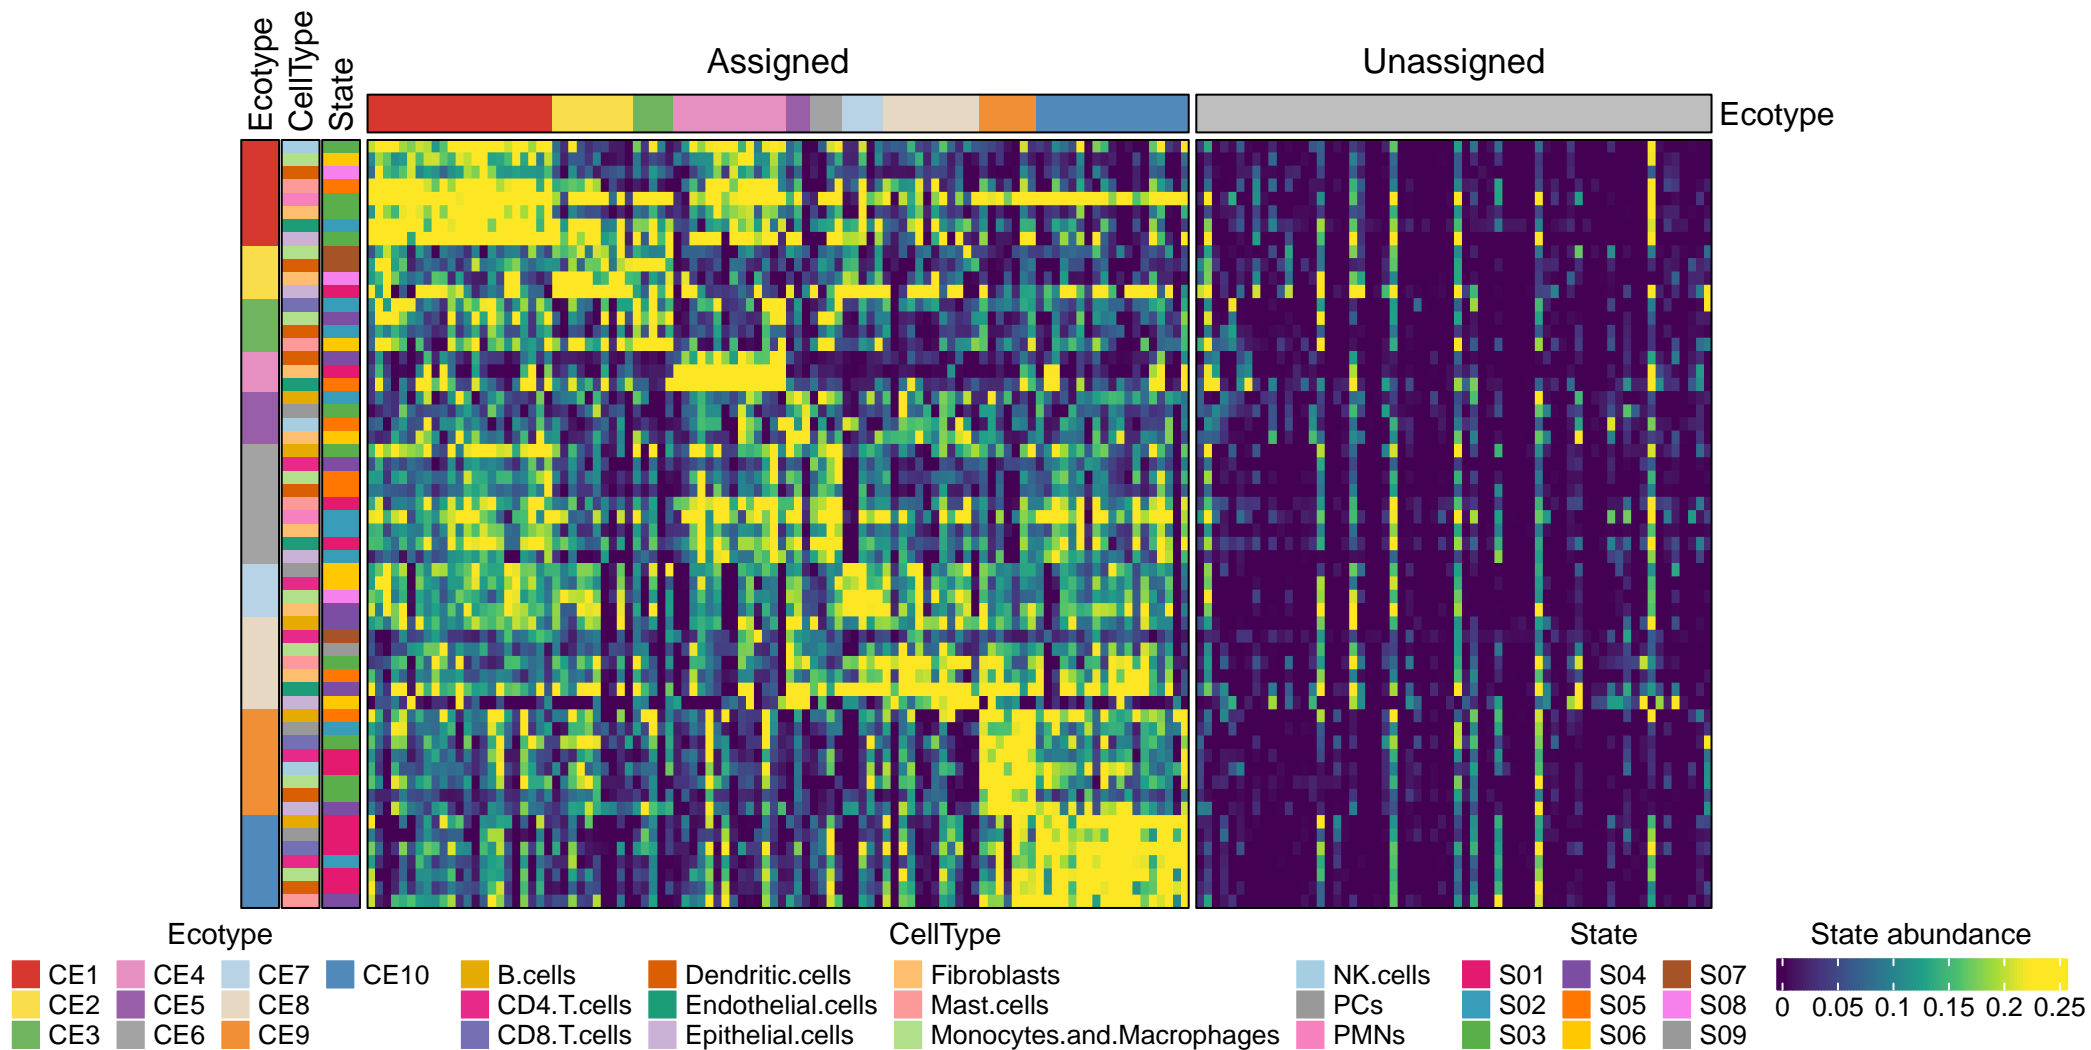 Ecotype
CellType
State
Assigned
Unassigned
Ecotype
Ecotype
CE1
CE2
CE3
CE4
CE5
CE6
CE7
CE8
CE9
CE10
CellType
B.cells
CD4.T.cells
CD8.T.cells
Dendritic.cells
Endothelial.cells
Epithelial.cells
Fibroblasts
Mast.cells
Monocytes.and.Macrophages
NK.cells
PCs
PMNs
State
S01
S02
S03
S04
S05
S06
S07
S08
S09
State abundance
0 0.05 0.1 0.15 0.2 0.25